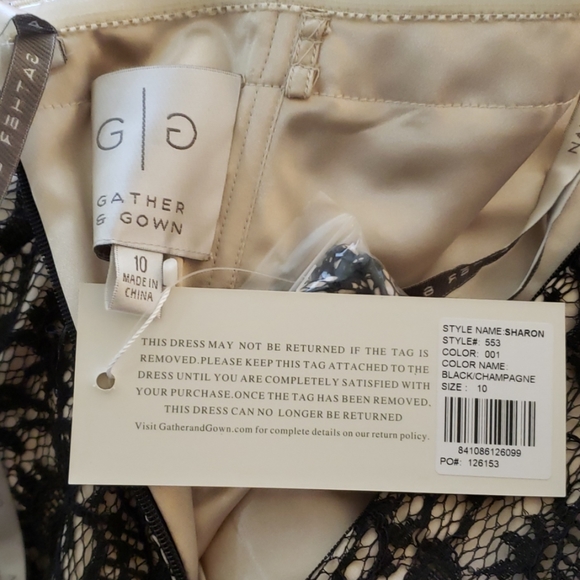 G|G
GATHER
& GOWN
10
MADE IN
CHINA
THIS DRESS MAY NOT BE RETURNED IF THE TAG IS
REMOVED.PLEASE KEEP THIS TAG ATTACHED TO THE
DRESS UNTIL YOU ARE COMPLETELY SATISFIED WITH
YOUR PURCHASE.ONCE THE TAG HAS BEEN REMOVED,
THIS DRESS CAN NO LONGER BE RETURNED
Visit GatherandGown.com for complete details on our return policy.
STYLE NAME:SHARON
STYLE#: 553
COLOR: 001
COLOR NAME:
BLACK/CHAMPAGNE
SIZE : 10
841086126099
PO#: 126153